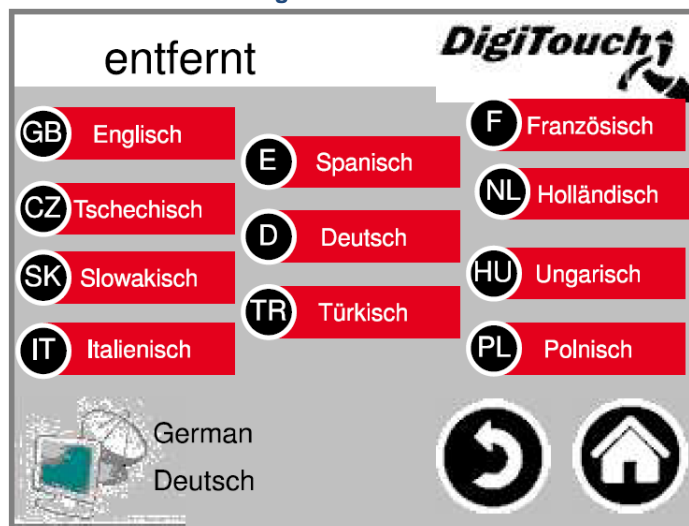 entfernt
DigiTouch
GB Englisch
CZ Tschechisch
SK Slowakisch
IT Italienisch
E Spanisch
D Deutsch
TR Türkisch
F Französisch
NL Holländisch
HU Ungarisch
PL Polnisch
German
Deutsch